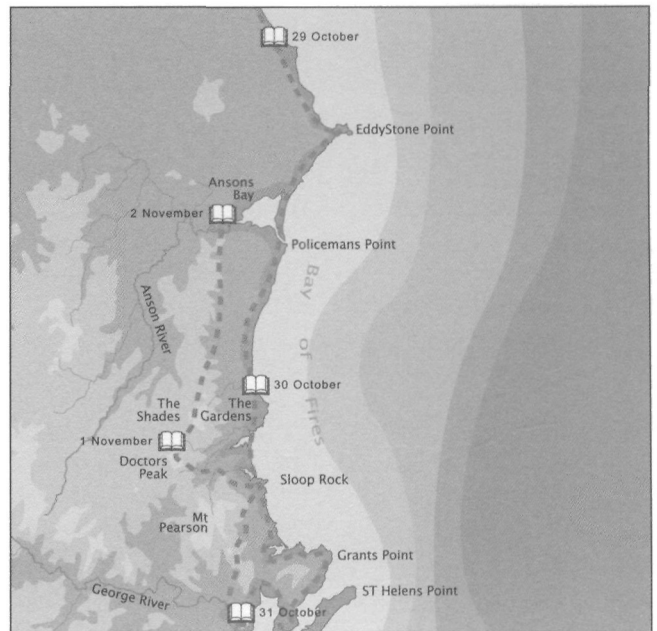 29 October
EddyStone Point
Ansons
Bay
2 November
Policemans Point
Bay of Fires
Anson River
30 October
The
Shades
The
Gardens
1 November
Doctors
Peak
Sloop Rock
Mt
Pearson
Grants Point
George River
ST Helens Point
31 October